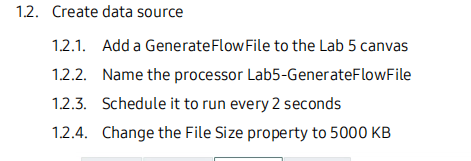 1.2. Create data source
1.2.1. Add a GenerateFlowFile to the Lab 5 canvas
1.2.2. Name the processor Lab5-GenerateFlowFile
1.2.3. Schedule it to run every 2 seconds
1.2.4. Change the File Size property to 5000 KB